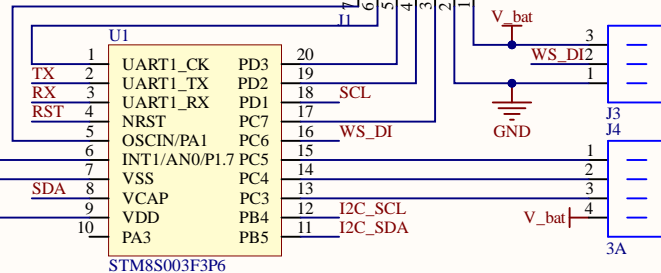 7 6 5 4 3 2 1
J1
V_bat
U1
3
WS_DI 2
1
GND
J3
1 UART1_CK PD3 20
TX 2 UART1_TX PD2 19
RX 3 UART1_RX PD1 18 SCL
RST 4 NRST PC7 17
5 OSCIN/PA1 PC6 16 WS_DI
6 INT1/AN0/P1.7 PC5 15
7 VSS PC4 14
SDA 8 VCAP PC3 13
9 VDD PB4 12 I2C_SCL
10 PA3 PB5 11 I2C_SDA
STM8S003F3P6
J4
1
2
3
V_bat 4
3A